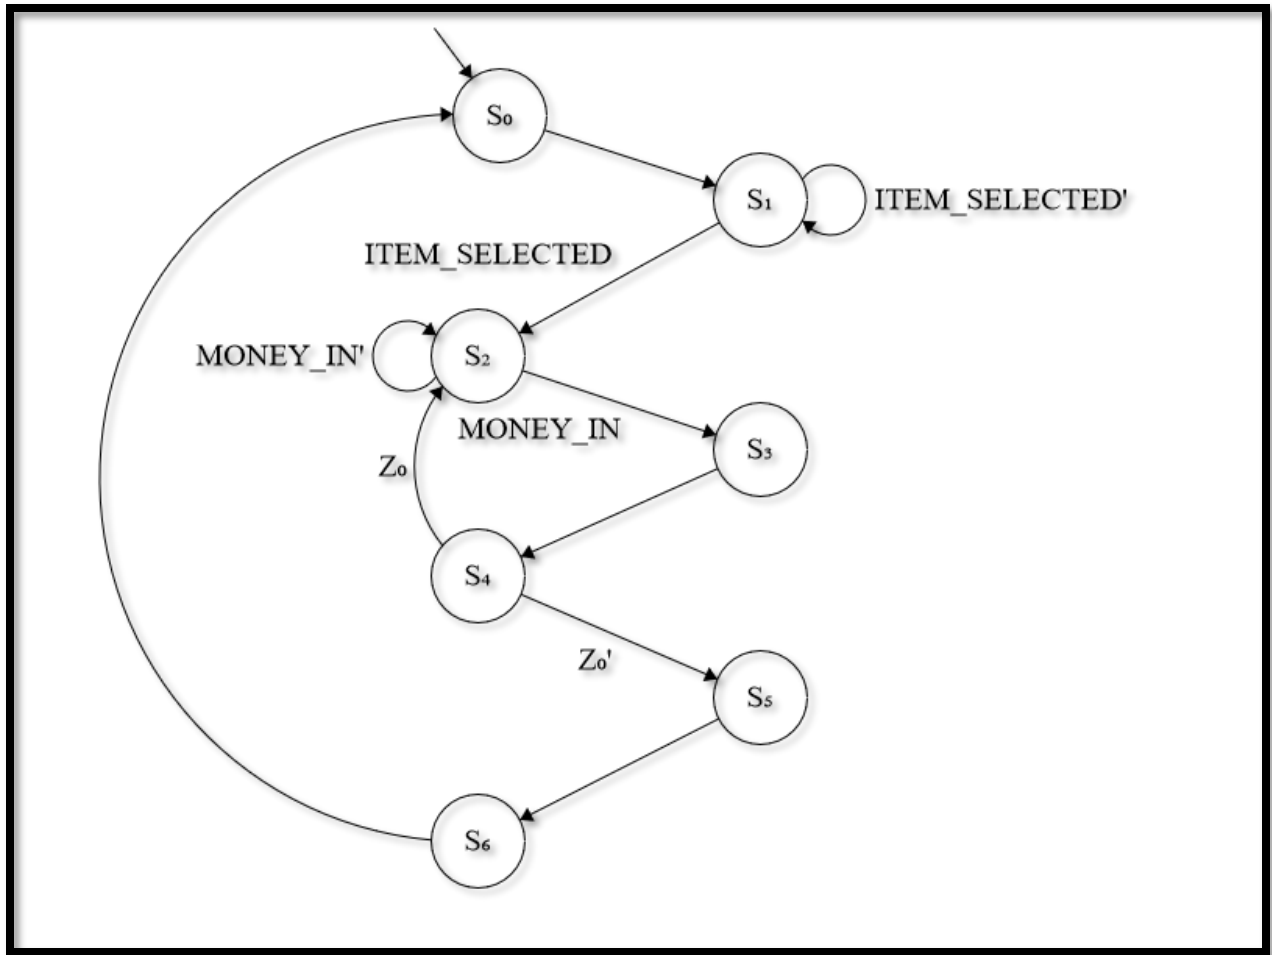 S₀
S₁
ITEM_SELECTED'
ITEM_SELECTED
MONEY_IN'
S₂
MONEY_IN
S₃
Z₀
S₄
Z₀'
S₅
S₆